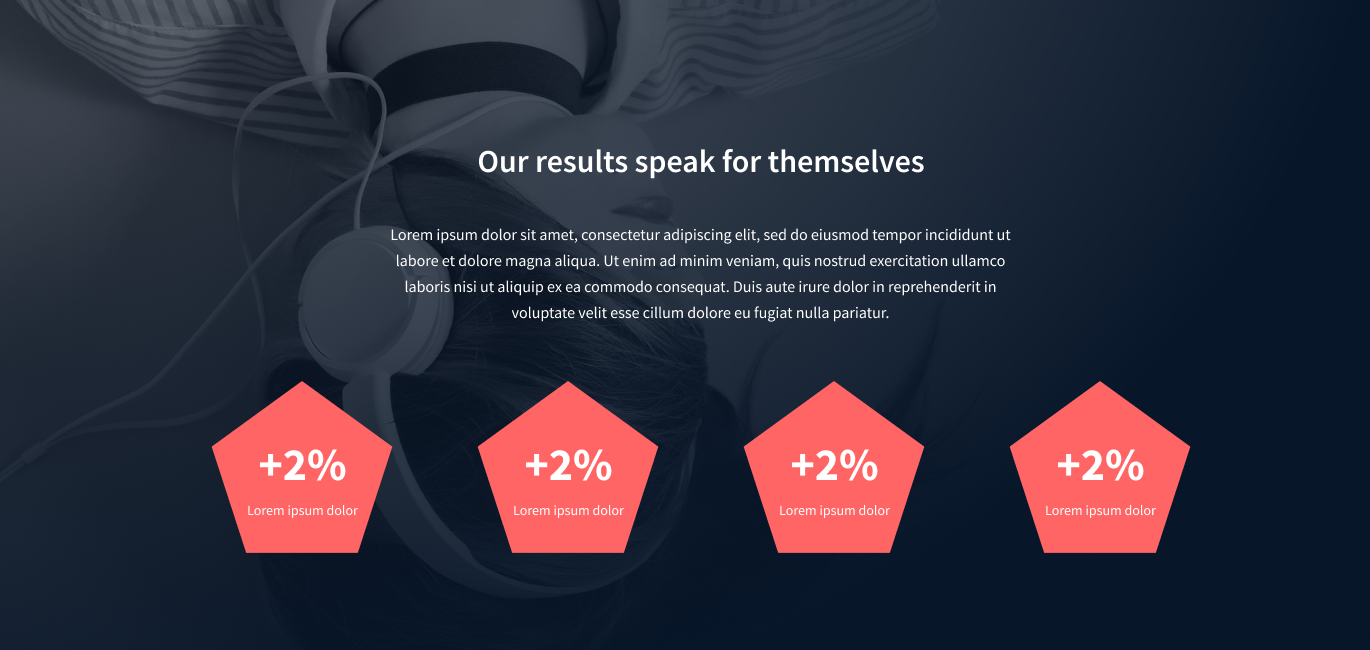 Our results speak for themselves
Lorem ipsum dolor sit amet, consectetur adipiscing elit, sed do eiusmod tempor incididunt ut
labore et dolore magna aliqua. Ut enim ad minim veniam, quis nostrud exercitation ullamco
laboris nisi ut aliquip ex ea commodo consequat. Duis aute irure dolor in reprehenderit in
voluptate velit esse cillum dolore eu fugiat nulla pariatur.
+2%
Lorem ipsum dolor
+2%
Lorem ipsum dolor
+2%
Lorem ipsum dolor
+2%
Lorem ipsum dolor